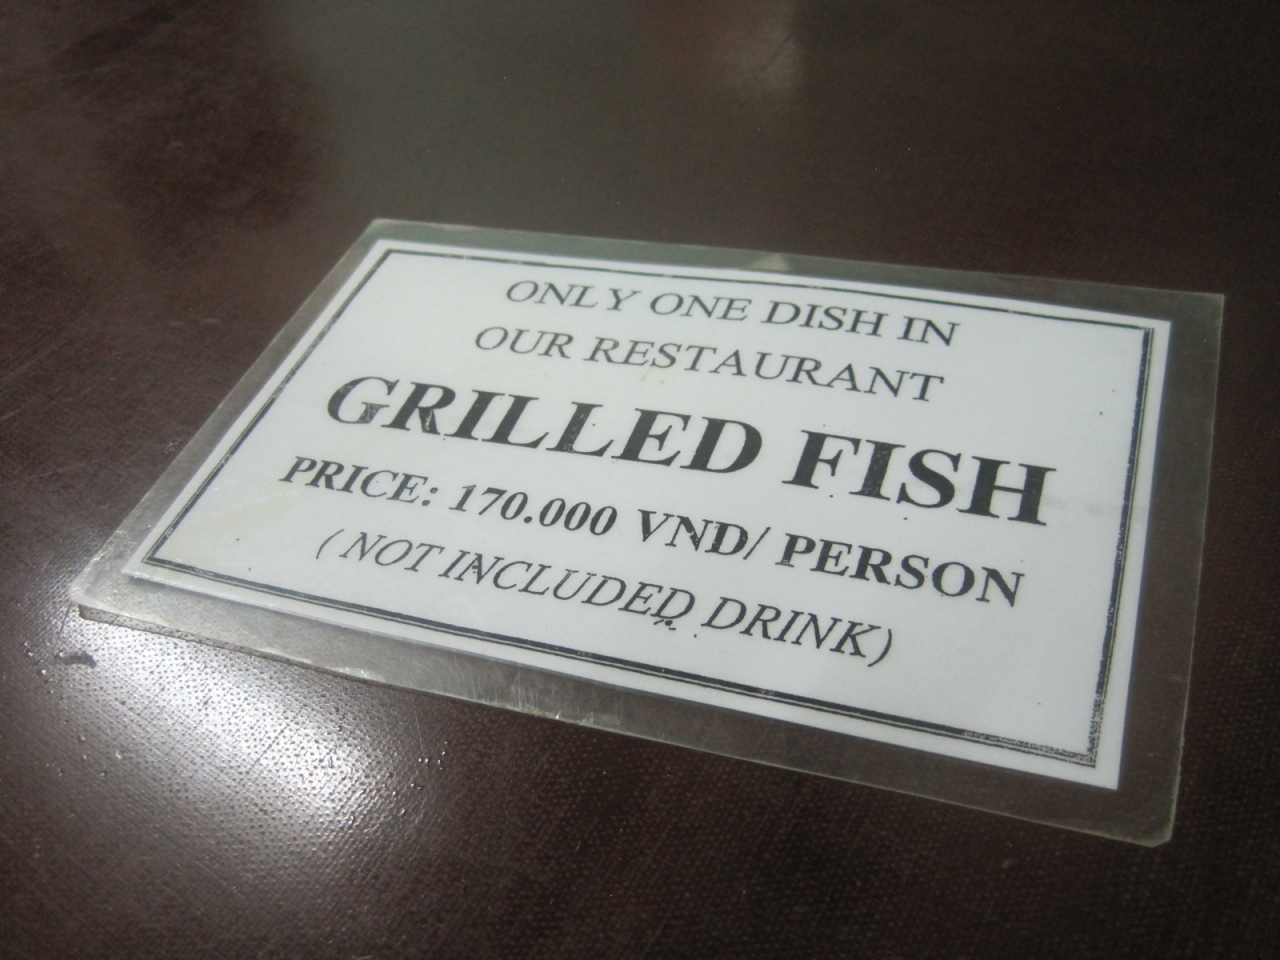 ONLY ONE DISH IN
OUR RESTAURANT
GRILLED FISH
PRICE: 170.000 VND/ PERSON
( NOT INCLUDED DRINK)